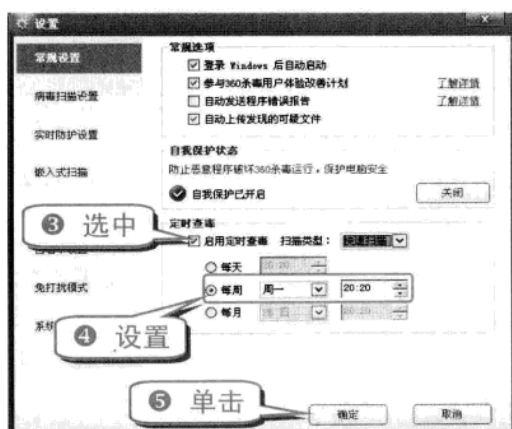 设置
常规设置
病毒扫描设置
实时防护设置
嵌入式扫描
免打扰模式
常规选项
登录 Windows 后自动启动
参与360杀毒用户体验改善计划 了解详情
自动发送程序错误报告 了解详情
自动上传发现的可疑文件
自我保护状态
防止恶意程序破坏360杀毒运行，保护电脑安全
自我保护已开启 关闭
定时查毒
❸ 选中
启用定时查毒 扫描类型： 快速扫描
每天 20:20
每周 周一 20:20
每月 20:20
❹ 设置
❺ 单击
确定 取消